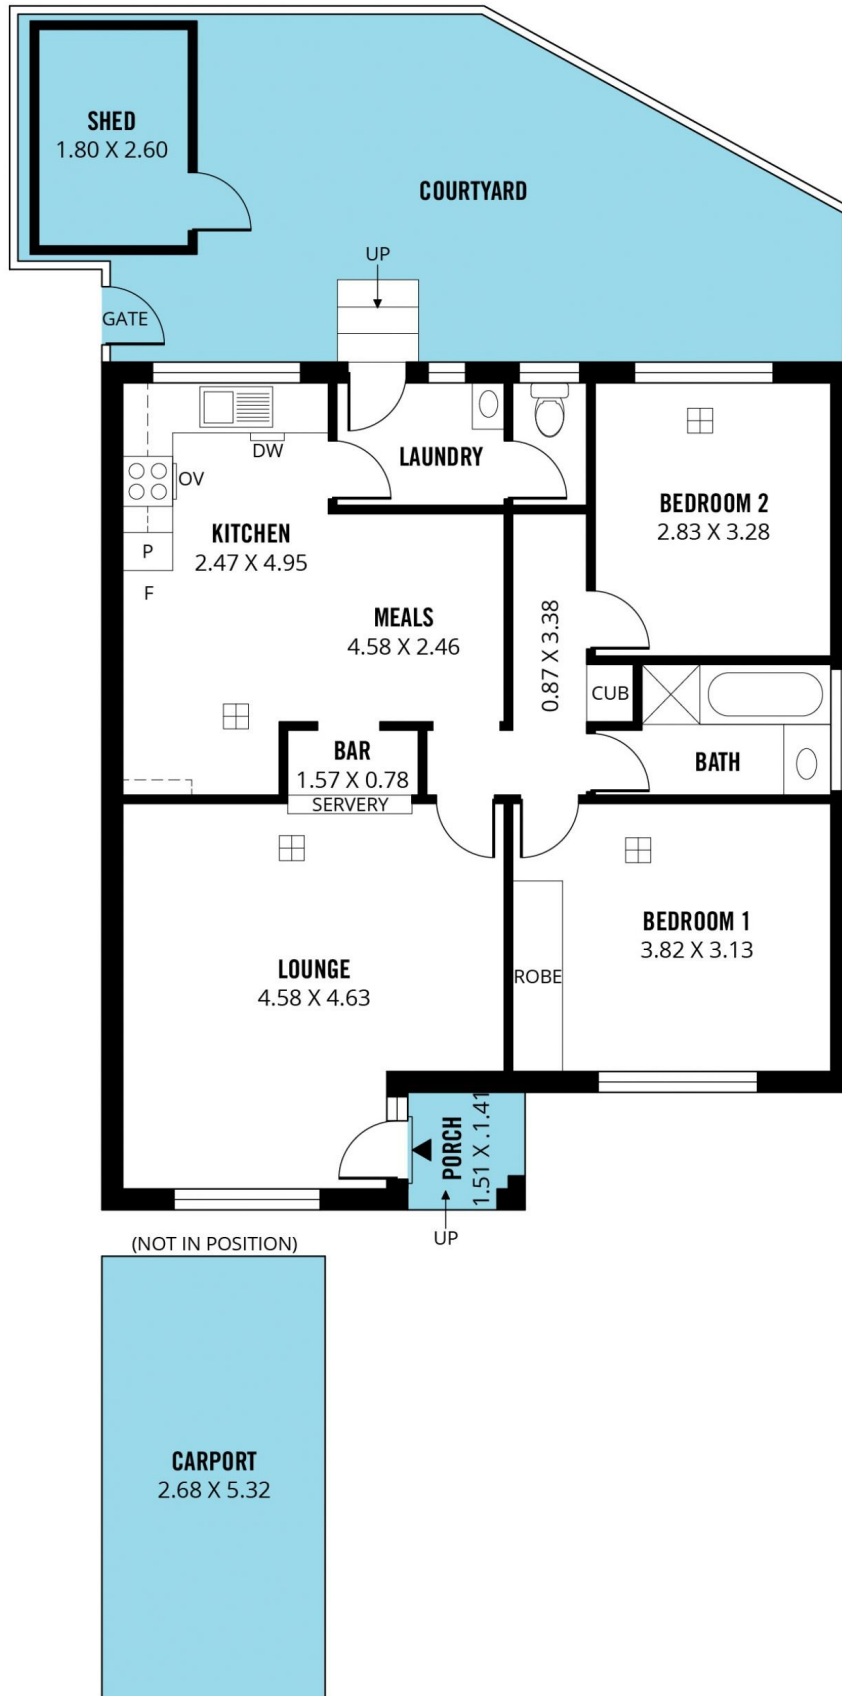 SHED
1.80 X 2.60
COURTYARD
UP
GATE
DW
OV
LAUNDRY
KITCHEN
2.47 X 4.95
P
F
BEDROOM 2
2.83 X 3.28
MEALS
4.58 X 2.46
0.87 X 3.38
CUB
BAR
1.57 X 0.78
SERVERY
BATH
LOUNGE
4.58 X 4.63
ROBE
BEDROOM 1
3.82 X 3.13
PORCH
1.51 X .1.41
UP
(NOT IN POSITION)
CARPORT
2.68 X 5.32